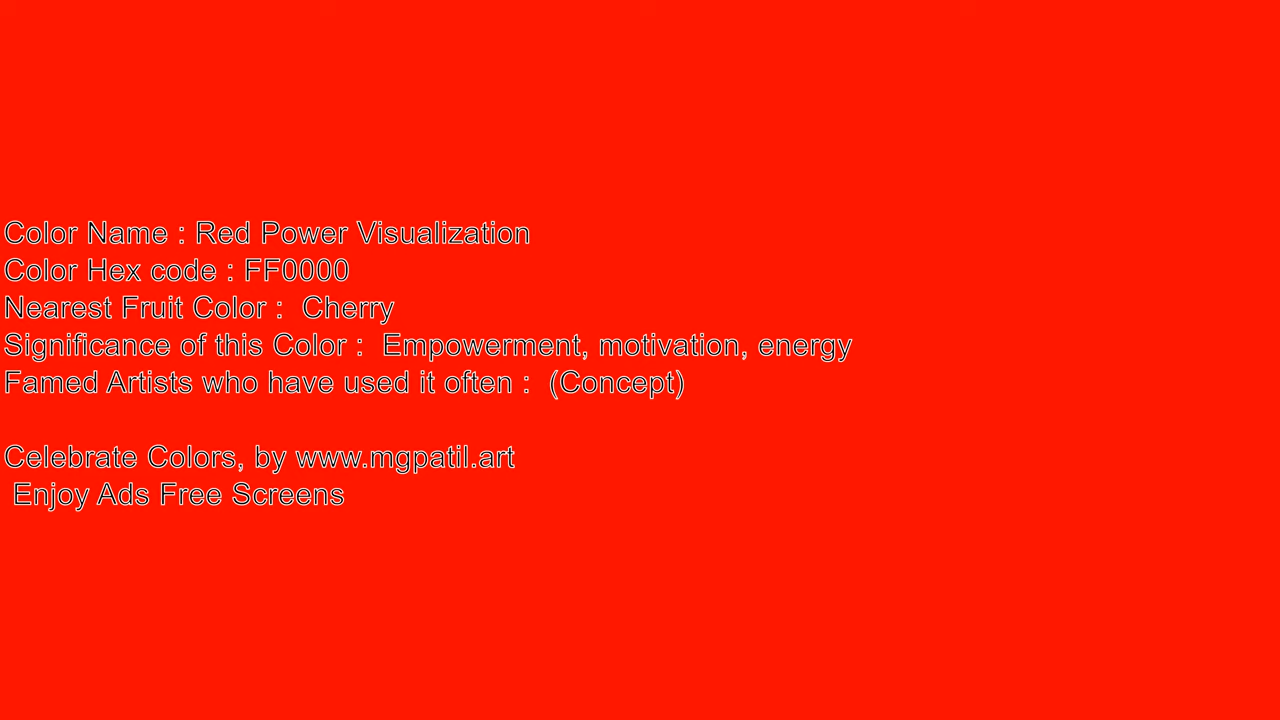 Color Name : Red Power Visualization
Color Hex code : FF0000
Nearest Fruit Color :  Cherry
Significance of this Color :  Empowerment, motivation, energy
Famed Artists who have used it often :  (Concept)
Celebrate Colors, by www.mgpatil.art
Enjoy Ads Free Screens